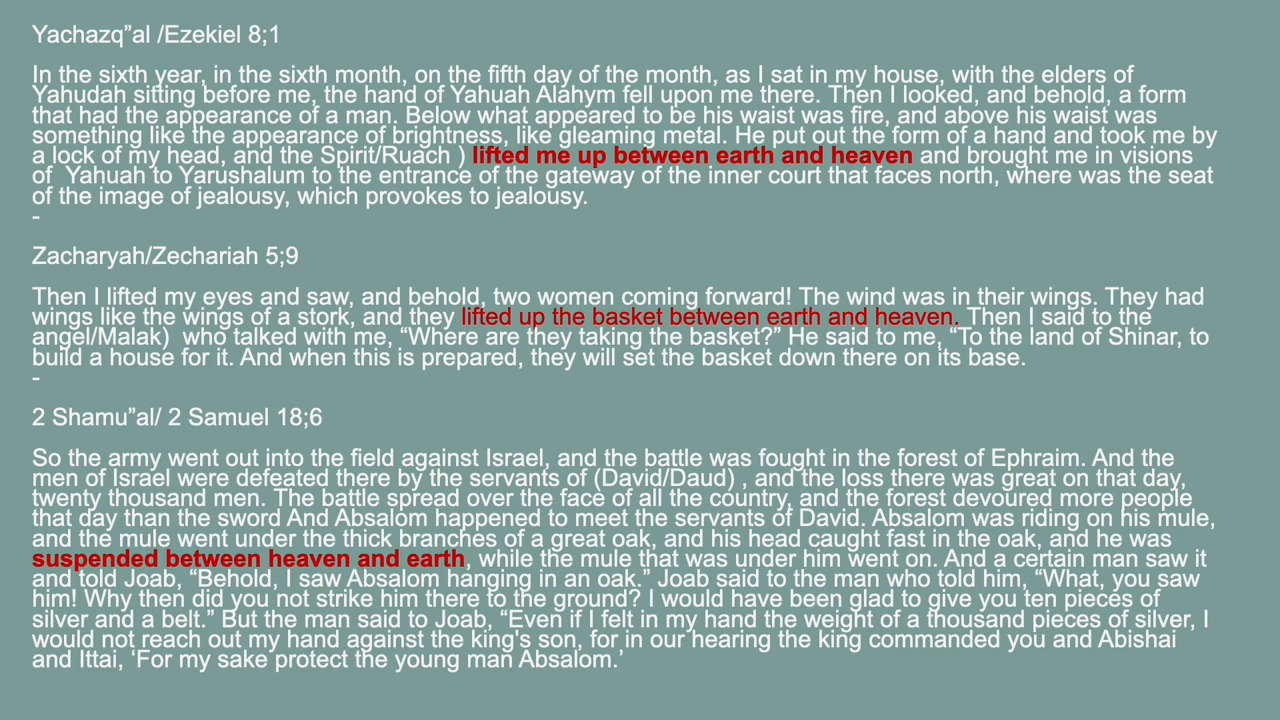 Yachazq”al /Ezekiel 8;1
In the sixth year, in the sixth month, on the fifth day of the month, as I sat in my house, with the elders of
Yahudah sitting before me, the hand of Yahuah Alahym fell upon me there. Then I looked, and behold, a form
that had the appearance of a man. Below what appeared to be his waist was fire, and above his waist was
something like the appearance of brightness, like gleaming metal. He put out the form of a hand and took me by
a lock of my head, and the Spirit/Ruach ) lifted me up between earth and heaven and brought me in visions
of  Yahuah to Yarushalum to the entrance of the gateway of the inner court that faces north, where was the seat
of the image of jealousy, which provokes to jealousy.
-
Zacharyah/Zechariah 5;9
Then I lifted my eyes and saw, and behold, two women coming forward! The wind was in their wings. They had
wings like the wings of a stork, and they lifted up the basket between earth and heaven. Then I said to the
angel/Malak)  who talked with me, “Where are they taking the basket?” He said to me, “To the land of Shinar, to
build a house for it. And when this is prepared, they will set the basket down there on its base.
-
2 Shamu”al/ 2 Samuel 18;6
So the army went out into the field against Israel, and the battle was fought in the forest of Ephraim. And the
men of Israel were defeated there by the servants of (David/Daud) , and the loss there was great on that day,
twenty thousand men. The battle spread over the face of all the country, and the forest devoured more people
that day than the sword And Absalom happened to meet the servants of David. Absalom was riding on his mule,
and the mule went under the thick branches of a great oak, and his head caught fast in the oak, and he was
suspended between heaven and earth, while the mule that was under him went on. And a certain man saw it
and told Joab, “Behold, I saw Absalom hanging in an oak.” Joab said to the man who told him, “What, you saw
him! Why then did you not strike him there to the ground? I would have been glad to give you ten pieces of
silver and a belt.” But the man said to Joab, “Even if I felt in my hand the weight of a thousand pieces of silver, I
would not reach out my hand against the king's son, for in our hearing the king commanded you and Abishai
and Ittai, ‘For my sake protect the young man Absalom.’